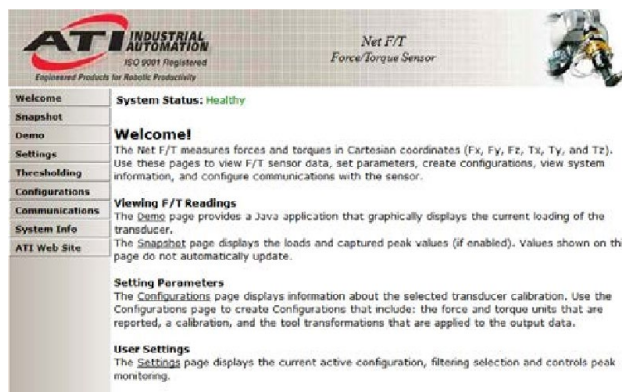 ATI INDUSTRIAL
AUTOMATION
ISO 9001 Registered
Engineered Products for Robotic Productivity
Net F/T
Force/Torque Sensor
Welcome
Snapshot
Demo
Settings
Thresholding
Configurations
Communications
System Info
ATI Web Site
System Status: Healthy
Welcome!
The Net F/T measures forces and torques in Cartesian coordinates (Fx, Fy, Fz, Tx, Ty, and Tz).
Use these pages to view F/T sensor data, set parameters, create configurations, view system
information, and configure communications with the sensor.
Viewing F/T Readings
The Demo page provides a Java application that graphically displays the current loading of the
transducer.
The Snapshot page displays the loads and captured peak values (if enabled). Values shown on thi
page do not automatically update.
Setting Parameters
The Configurations page displays information about the selected transducer calibration. Use the
Configurations page to create Configurations that include: the force and torque units that are
reported, a calibration, and the tool transformations that are applied to the output data.
User Settings
The Settings page displays the current active configuration, filtering selection and controls peak
monitoring.